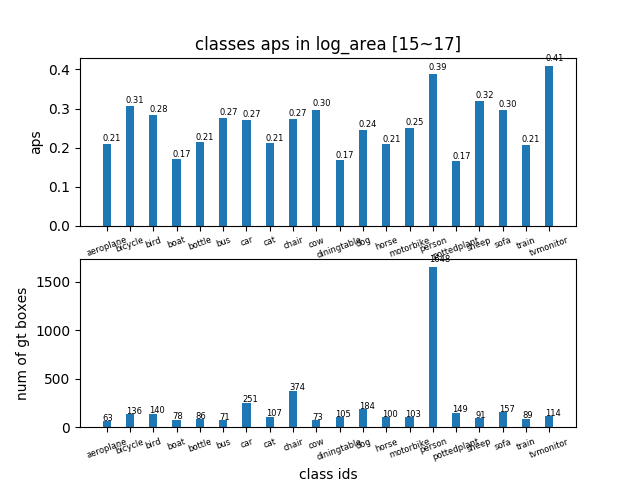 classes aps in log_area [15~17]
aps
0.4
0.3
0.2
0.1
0.0
0.21 0.31 0.28 0.17 0.21 0.27 0.27 0.21 0.27 0.30 0.17 0.24 0.21 0.25 0.39 0.17 0.32 0.30 0.21 0.41
aeroplane bicycle bird boat bottle bus car cat chair cow diningtable dog horse motorbike person pottedplant sheep sofa train tvmonitor
num of gt boxes
1500
1000
500
0
63 136 140 78 86 71 251 107 374 73 105 184 100 103 1648 149 91 157 89 114
aeroplane bicycle bird boat bottle bus car cat chair cow diningtable dog horse motorbike person pottedplant sheep sofa train tvmonitor
class ids